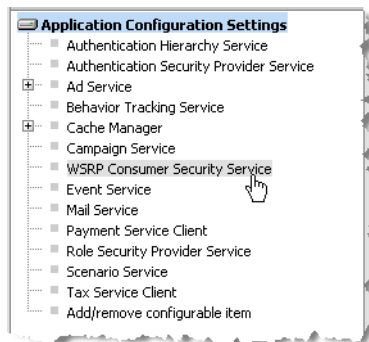 Application Configuration Settings
Authentication Hierarchy Service
Authentication Security Provider Service
Ad Service
Behavior Tracking Service
Cache Manager
Campaign Service
WSRP Consumer Security Service
Event Service
Mail Service
Payment Service Client
Role Security Provider Service
Scenario Service
Tax Service Client
Add/remove configurable item